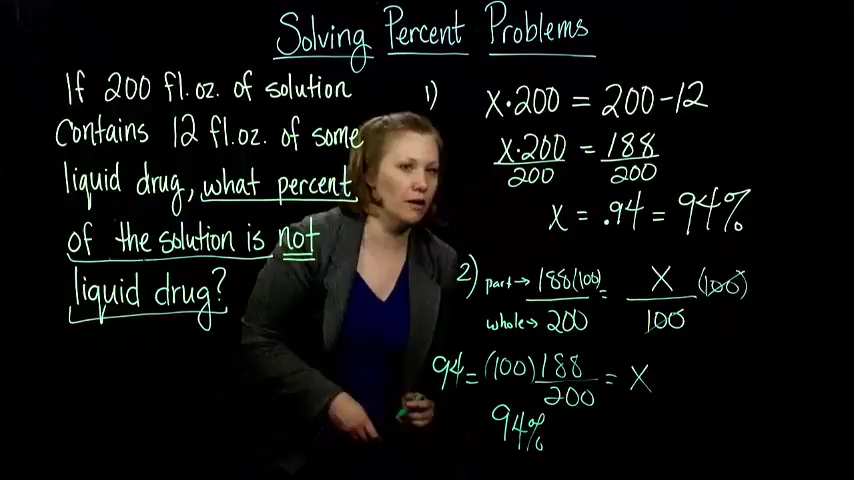 Solving Percent Problems
If 200 fl.oz. of solution
contains 12 fl.oz. of some
liquid drug, what percent
of the solution is not
liquid drug?
1)
x·200 = 200-12
x·200/200 = 188/200
x = .94 = 94%
2)
part→ 188(100)/whole→ 200 = x/100 (100)
94 = (100)188/200 = x
94%